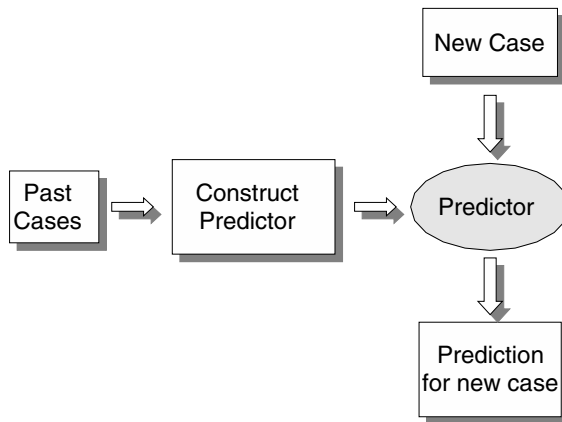 New Case
Past
Cases
Construct
Predictor
Predictor
Prediction
for new case